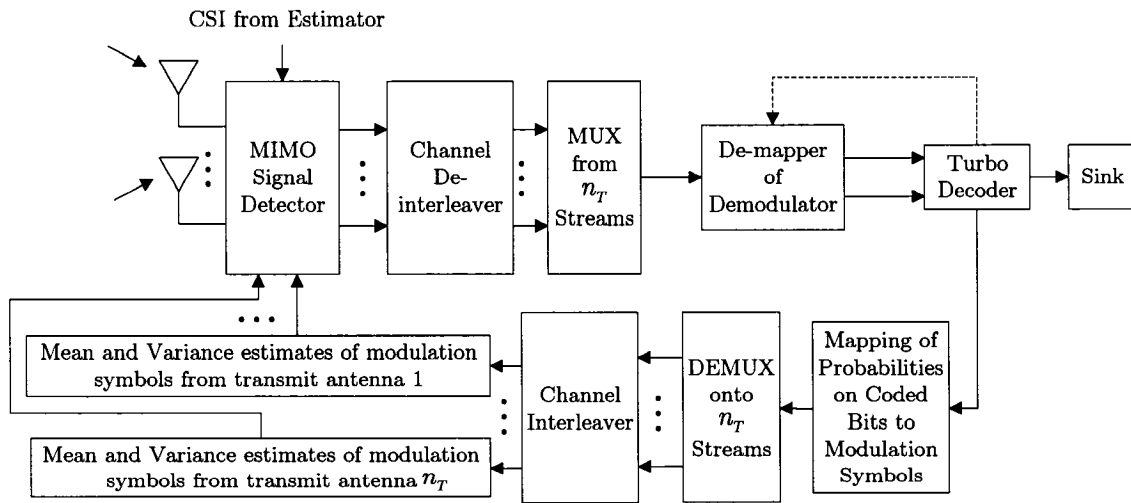 CSI from Estimator
MIMO
Signal
Detector
Channel
De-
interleaver
MUX
from
n_T
Streams
De-mapper
of
Demodulator
Turbo
Decoder
Sink
Mean and Variance estimates of modulation
symbols from transmit antenna 1
Mean and Variance estimates of modulation
symbols from transmit antenna n_T
Channel
Interleaver
DEMUX
onto
n_T
Streams
Mapping of
Probabilities
on Coded
Bits to
Modulation
Symbols